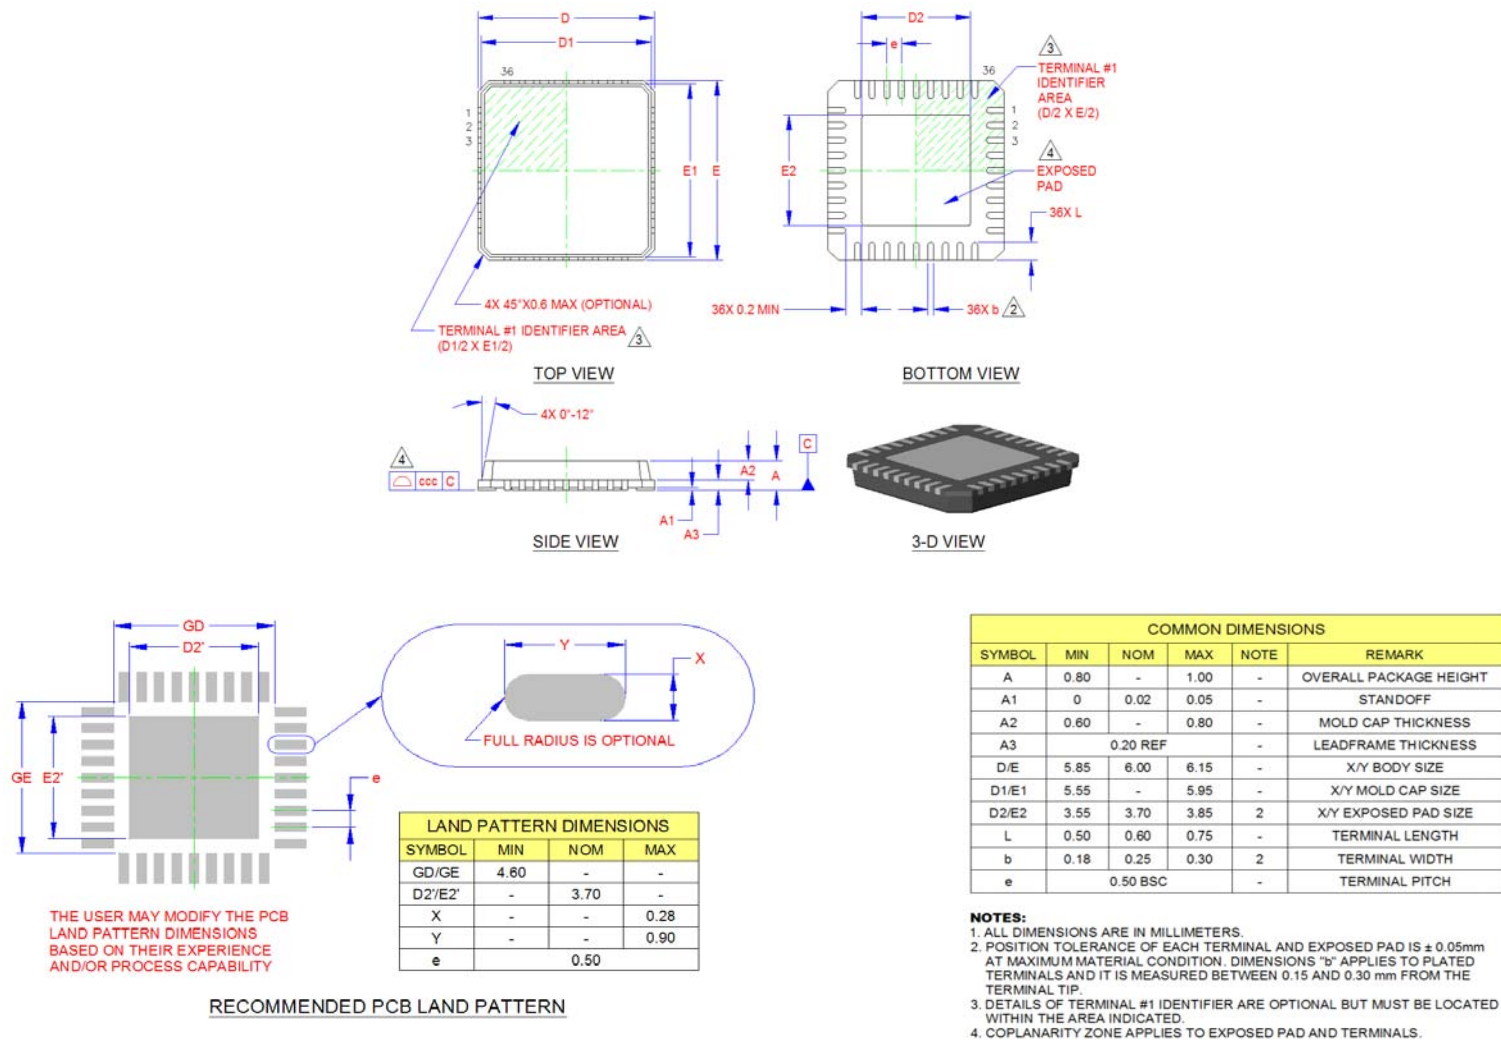 D
D1
36
1
2
3
E1
E
4X 45°X0.6 MAX (OPTIONAL)
TERMINAL #1 IDENTIFIER AREA
(D1/2 X E1/2)
3
TOP VIEW
D2
e
3
TERMINAL #1
IDENTIFIER
AREA
(D/2 X E/2)
36
1
2
3
E2
4
EXPOSED
PAD
36X L
36X 0.2 MIN
36X b
2
BOTTOM VIEW
4X 0°-12°
4
ccc C
A2
A
C
A1
A3
SIDE VIEW
3-D VIEW
GD
D2'
GE
E2'
e
Y
X
FULL RADIUS IS OPTIONAL
THE USER MAY MODIFY THE PCB
LAND PATTERN DIMENSIONS
BASED ON THEIR EXPERIENCE
AND/OR PROCESS CAPABILITY
LAND PATTERN DIMENSIONS
SYMBOL MIN NOM MAX
GD/GE 4.60 - -
D2'/E2' - 3.70 -
X - - 0.28
Y - - 0.90
e 0.50
RECOMMENDED PCB LAND PATTERN
COMMON DIMENSIONS
SYMBOL MIN NOM MAX NOTE REMARK
A 0.80 - 1.00 - OVERALL PACKAGE HEIGHT
A1 0 0.02 0.05 - STANDOFF
A2 0.60 - 0.80 - MOLD CAP THICKNESS
A3 0.20 REF - LEADFRAME THICKNESS
D/E 5.85 6.00 6.15 - X/Y BODY SIZE
D1/E1 5.55 - 5.95 - X/Y MOLD CAP SIZE
D2/E2 3.55 3.70 3.85 2 X/Y EXPOSED PAD SIZE
L 0.50 0.60 0.75 - TERMINAL LENGTH
b 0.18 0.25 0.30 2 TERMINAL WIDTH
e 0.50 BSC - TERMINAL PITCH
NOTES:
1. ALL DIMENSIONS ARE IN MILLIMETERS.
2. POSITION TOLERANCE OF EACH TERMINAL AND EXPOSED PAD IS ± 0.05mm
AT MAXIMUM MATERIAL CONDITION. DIMENSIONS "b" APPLIES TO PLATED
TERMINALS AND IT IS MEASURED BETWEEN 0.15 AND 0.30 mm FROM THE
TERMINAL TIP.
3. DETAILS OF TERMINAL #1 IDENTIFIER ARE OPTIONAL BUT MUST BE LOCATED
WITHIN THE AREA INDICATED.
4. COPLANARITY ZONE APPLIES TO EXPOSED PAD AND TERMINALS.